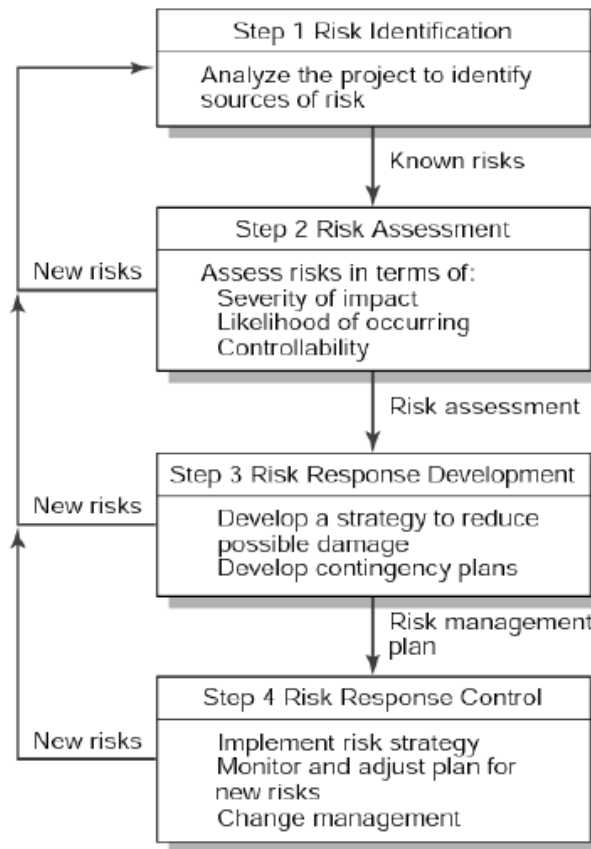 Step 1 Risk Identification
Analyze the project to identify
sources of risk
Known risks
Step 2 Risk Assessment
New risks
Assess risks in terms of:
Severity of impact
Likelihood of occurring
Controllability
Risk assessment
Step 3 Risk Response Development
New risks
Develop a strategy to reduce
possible damage
Develop contingency plans
Risk management
plan
Step 4 Risk Response Control
New risks
Implement risk strategy
Monitor and adjust plan for
new risks
Change management